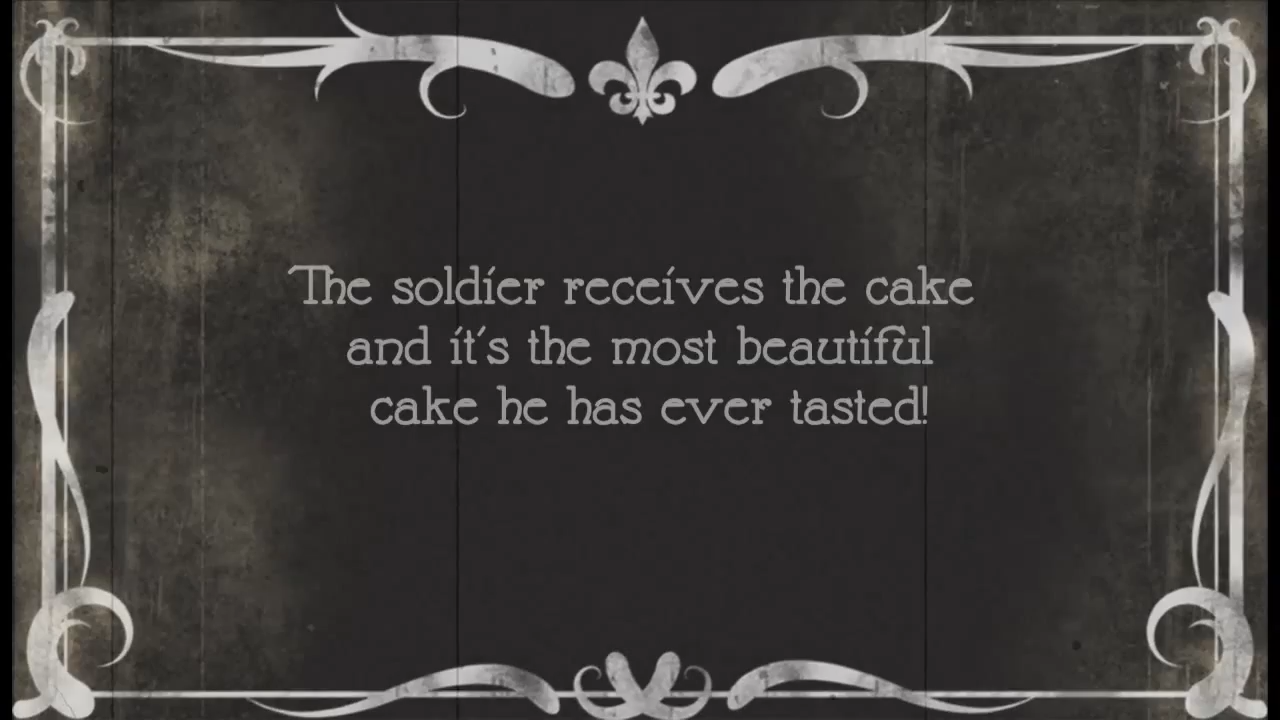 The soldier receives the cake
and it's the most beautiful
cake he has ever tasted!